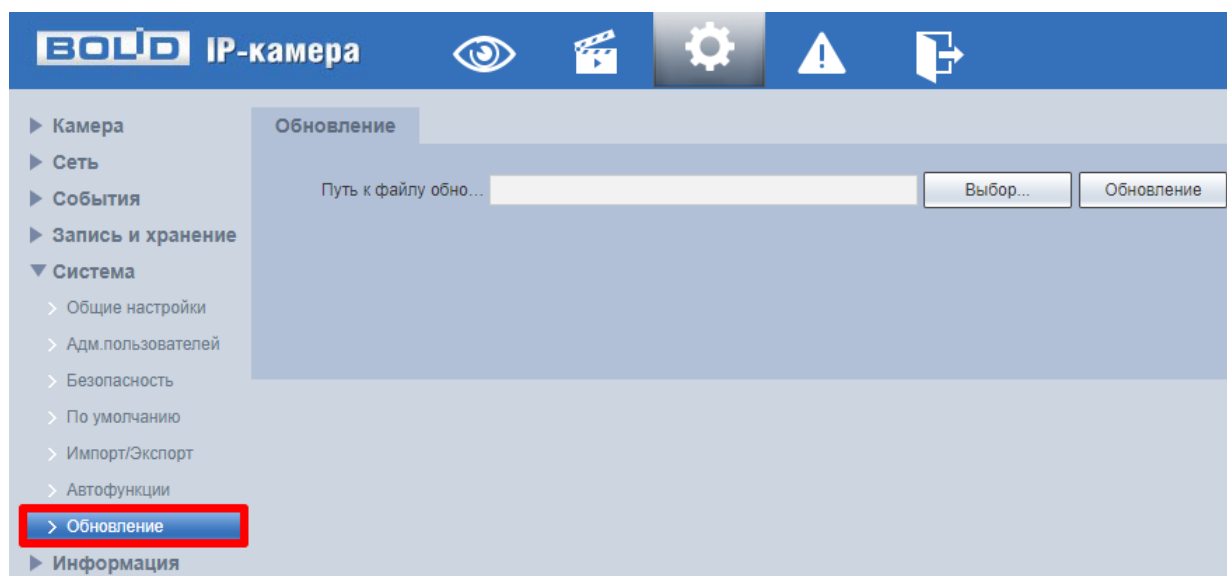 BOLID IP-камера
Камера
Сеть
События
Запись и хранение
Система
Общие настройки
Адм.пользователей
Безопасность
По умолчанию
Импорт/Экспорт
Автофункции
Обновление
Информация
Обновление
Путь к файлу обно... Выбор... Обновление